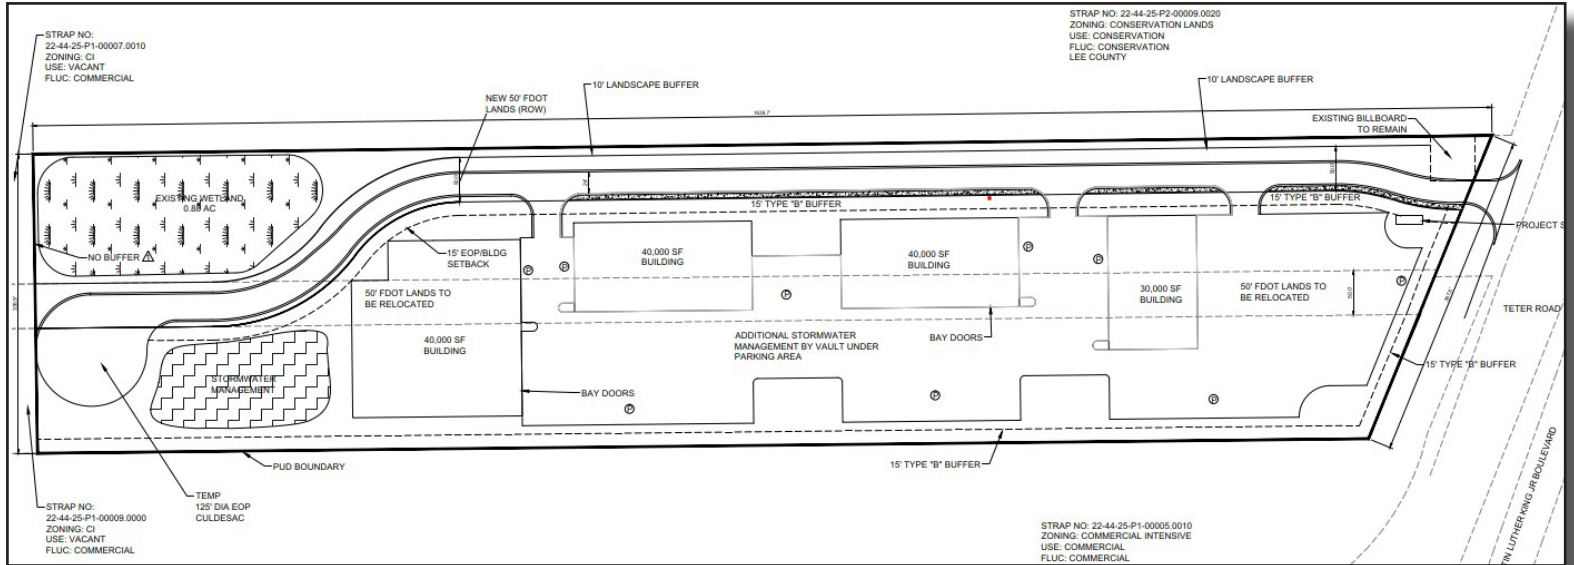 STRAP NO:
22-44-25-P1-00007.0010
ZONING: CI
USE: VACANT
FLUC: COMMERCIAL
STRAP NO: 22-44-25-P2-00009.0020
ZONING: CONSERVATION LANDS
USE: CONSERVATION
FLUC: CONSERVATION
LEE COUNTY
NEW 50' FDOT
LANDS (ROW)
10' LANDSCAPE BUFFER
10' LANDSCAPE BUFFER
EXISTING BILLBOARD
TO REMAIN
EXISTING WETLAND
0.88 AC
NO BUFFER
15' EOP/BLDG
SETBACK
15' TYPE "B" BUFFER
15' TYPE "B" BUFFER
PROJECT S
40,000 SF
BUILDING
40,000 SF
BUILDING
30,000 SF
BUILDING
50' FDOT LANDS TO
BE RELOCATED
50' FDOT LANDS TO
BE RELOCATED
TETER ROAD
40,000 SF
BUILDING
ADDITIONAL STORMWATER
MANAGEMENT BY VAULT UNDER
PARKING AREA
BAY DOORS
15' TYPE "B" BUFFER
STORMWATER
MANAGEMENT
BAY DOORS
P
P
P
P
P
P
P
P
P
PUD BOUNDARY
15' TYPE "B" BUFFER
TEMP
125' DIA EOP
CULDESAC
STRAP NO:
22-44-25-P1-00009.0000
ZONING: CI
USE: VACANT
FLUC: COMMERCIAL
STRAP NO: 22-44-25-P1-00005.0010
ZONING: COMMERCIAL INTENSIVE
USE: COMMERCIAL
FLUC: COMMERCIAL
TIN LUTHER KING JR BOULEVARD